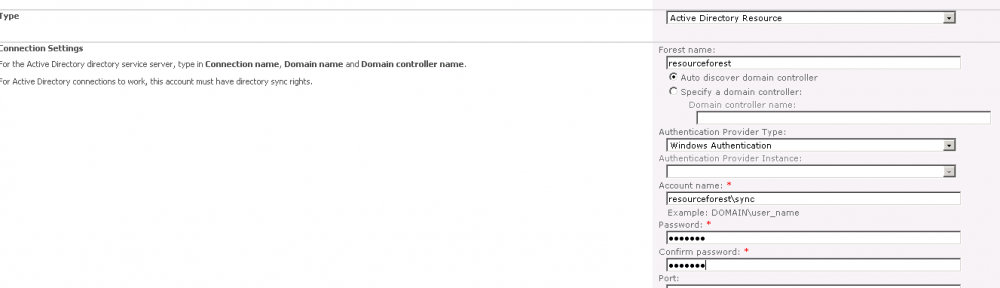 Type
Active Directory Resource
Connection Settings
For the Active Directory directory service server, type in Connection name, Domain name and Domain controller name.
For Active Directory connections to work, this account must have directory sync rights.
Forest name:
resourceforest
Auto discover domain controller
Specify a domain controller:
Domain controller name:
Authentication Provider Type:
Windows Authentication
Authentication Provider Instance:
Account name: *
resourceforest\sync
Example: DOMAIN\user_name
Password: *
•••••••
Confirm password: *
•••••••
Port: